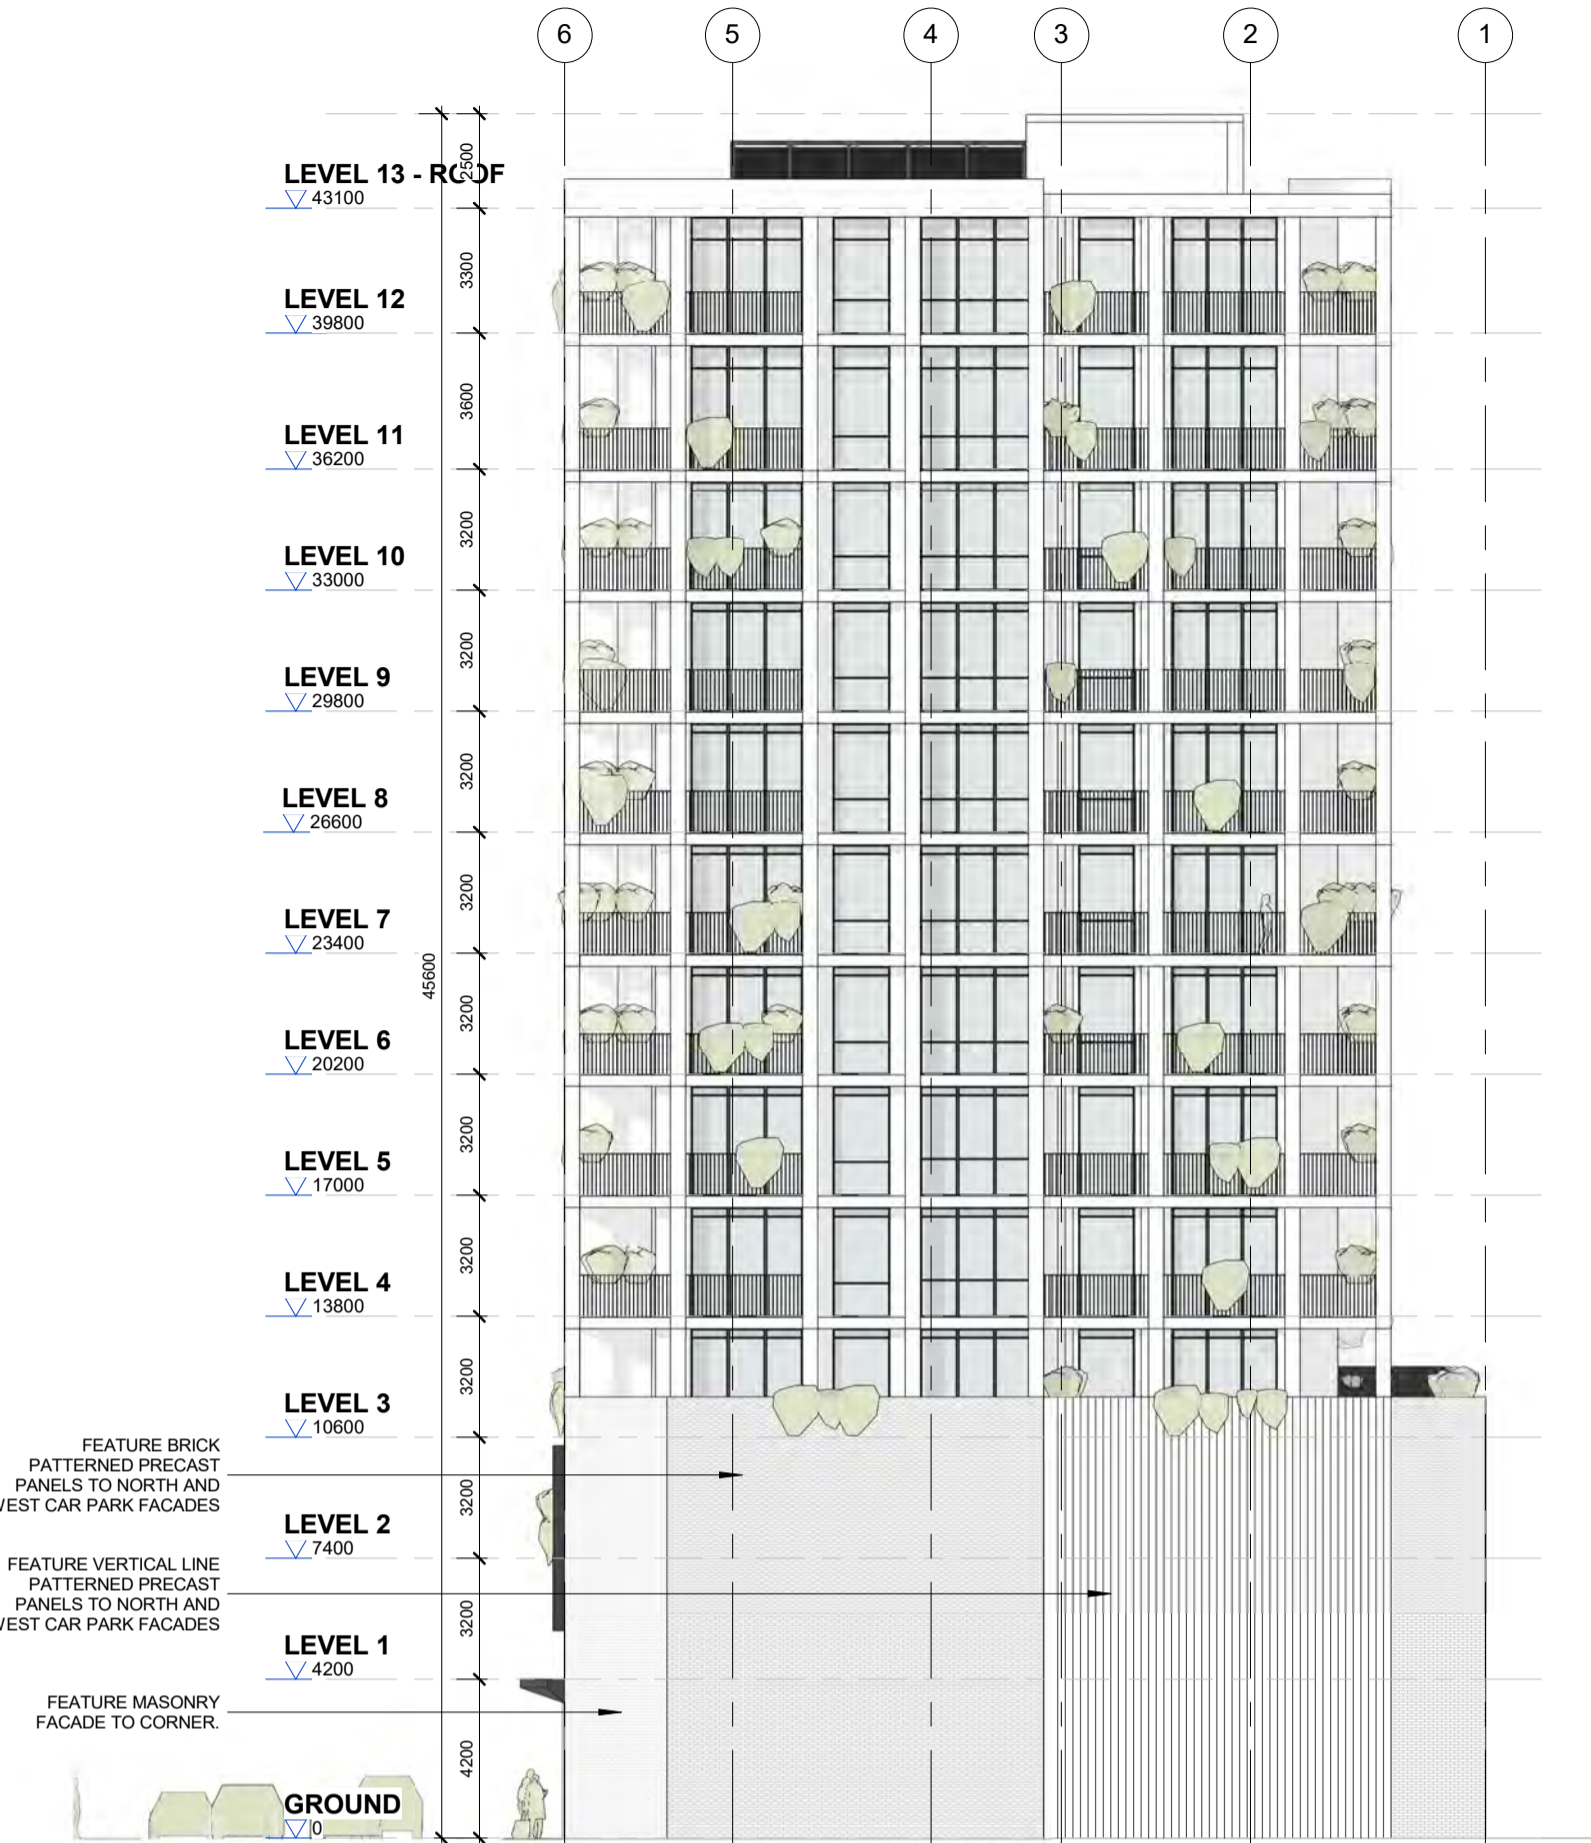 6 5 4 3 2 1
2500
LEVEL 13 - ROOF
43100
3300
LEVEL 12
39800
3600
LEVEL 11
36200
3200
LEVEL 10
33000
3200
LEVEL 9
29800
3200
LEVEL 8
26600
3200
LEVEL 7
23400
45600
3200
LEVEL 6
20200
3200
LEVEL 5
17000
3200
LEVEL 4
13800
3200
LEVEL 3
10600
FEATURE BRICK
PATTERNED PRECAST
PANELS TO NORTH AND
CAR PARK FACADES
3200
LEVEL 2
7400
FEATURE VERTICAL LINE
PATTERNED PRECAST
PANELS TO NORTH AND
CAR PARK FACADES
3200
LEVEL 1
4200
FEATURE MASONRY
FACADE TO CORNER.
4200
GROUND
0